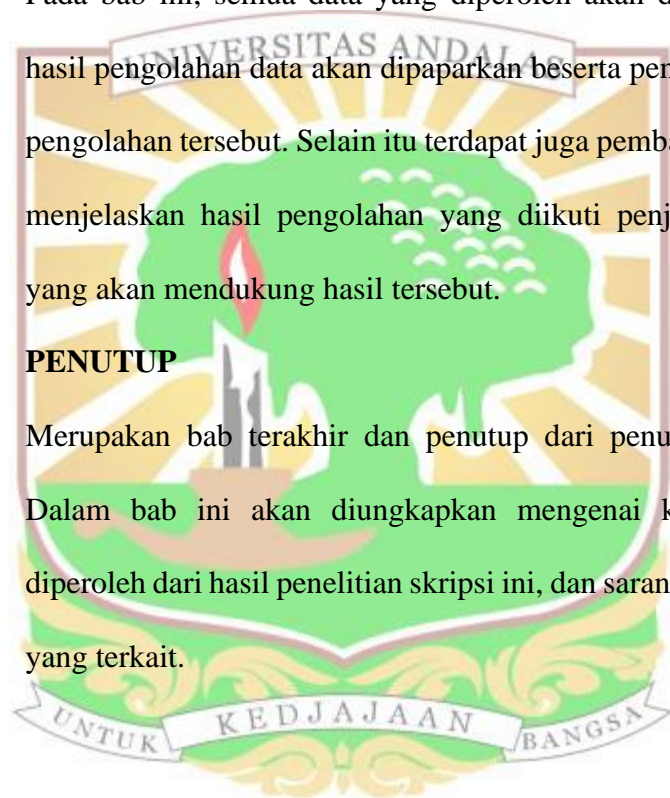 Pada bab ini, semua data yang diperoleh akan d
UNIVERSITAS ANDALAS
hasil pengolahan data akan dipaparkan beserta pen
pengolahan tersebut. Selain itu terdapat juga pemba
menjelaskan hasil pengolahan yang diikuti penj
yang akan mendukung hasil tersebut.
PENUTUP
Merupakan bab terakhir dan penutup dari penu
Dalam bab ini akan diungkapkan mengenai k
diperoleh dari hasil penelitian skripsi ini, dan saran
yang terkait.
UNTUK KEDJAJAAN BANGSA